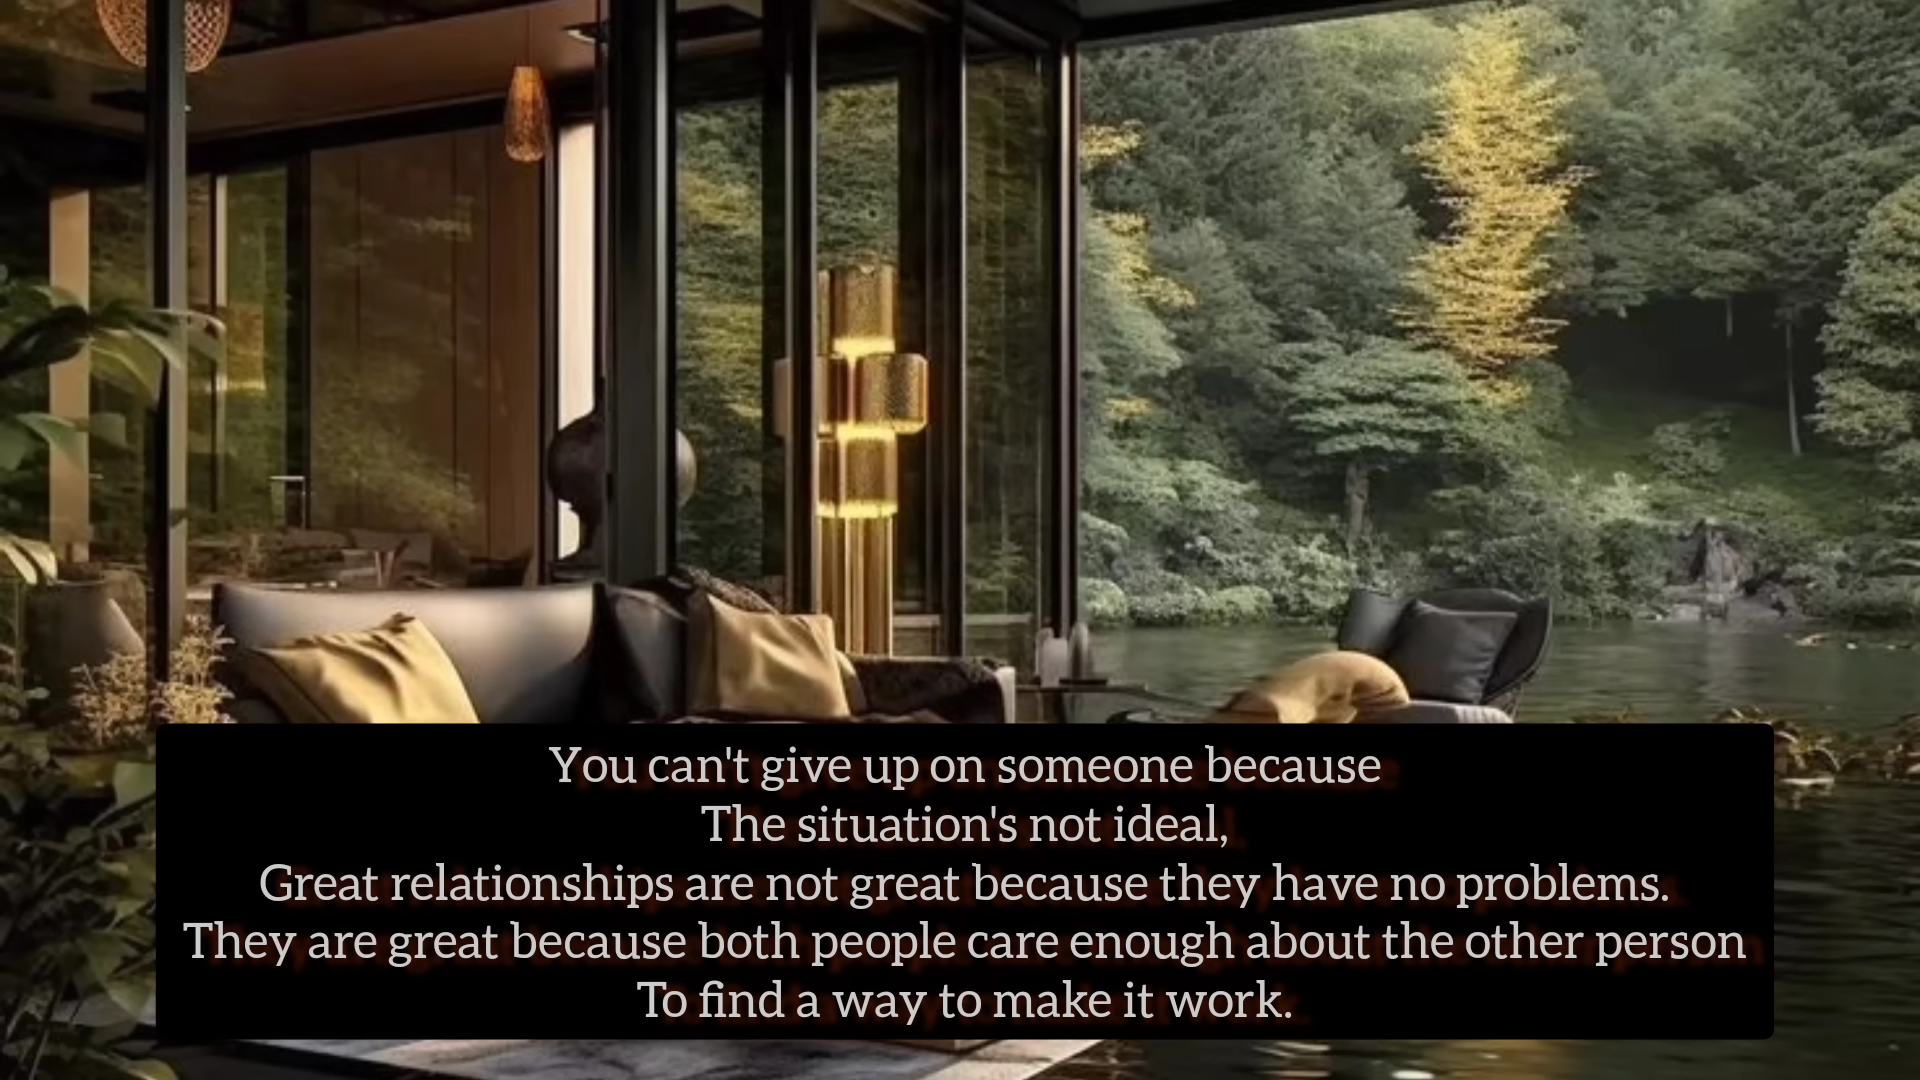 You can't give up on someone because
The situation's not ideal,
Great relationships are not great because they have no problems.
They are great because both people care enough about the other person
To find a way to make it work.